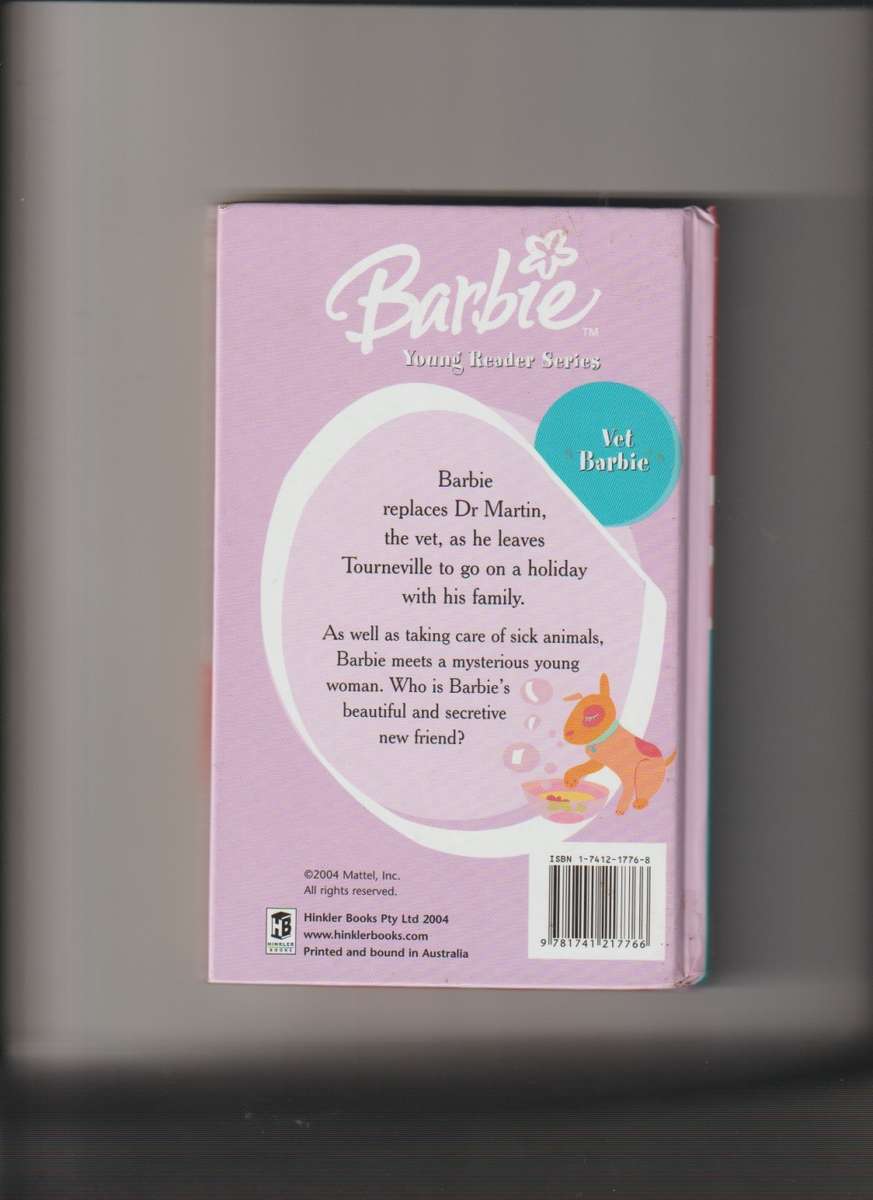 Barbie™
Young Reader Series
Vet
Barbie
Barbie
replaces Dr Martin,
the vet, as he leaves
Tourneville to go on a holiday
with his family.
As well as taking care of sick animals,
Barbie meets a mysterious young
woman. Who is Barbie's
beautiful and secretive
new friend?
ISBN 1-7412-1776-8
9 781741 217766
©2004 Mattel, Inc.
All rights reserved.
HB
HINKLER
BOOKS
Hinkler Books Pty Ltd 2004
www.hinklerbooks.com
Printed and bound in Australia